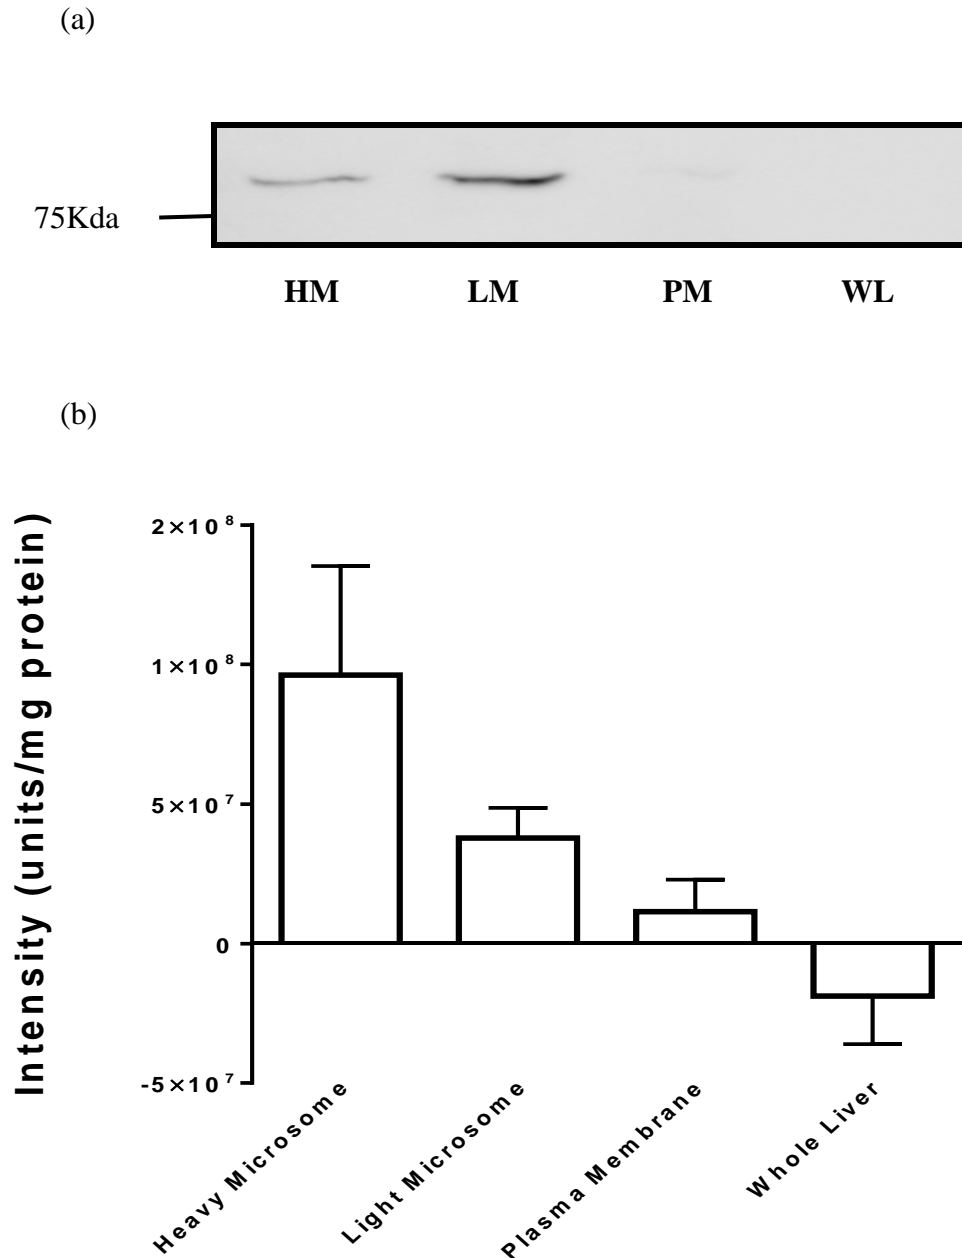 (a)
75Kda
HM LM PM WL
(b)
Intensity (units/mg protein)
2×10⁸
1×10⁸
5×10⁷
0
-5×10⁷
Heavy Microsome
Light Microsome
Plasma Membrane
Whole Liver